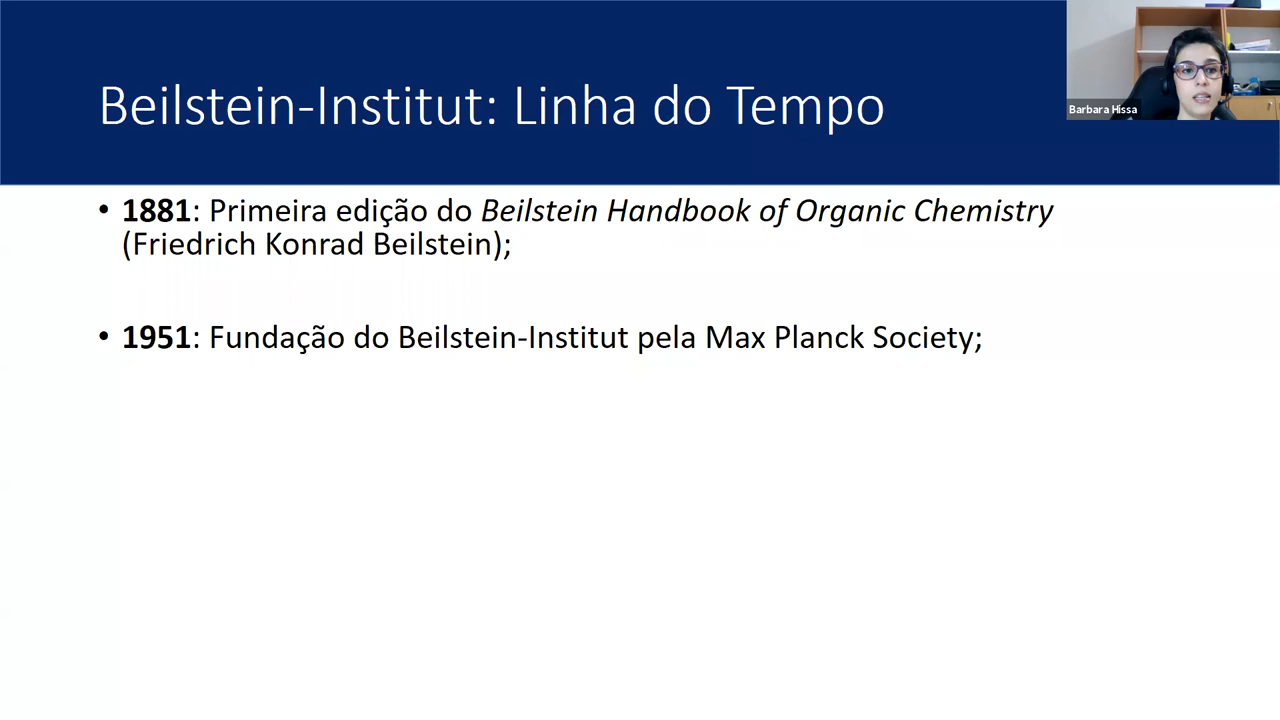 Beilstein-Institut: Linha do Tempo
Barbara Hissa
• 1881: Primeira edição do Beilstein Handbook of Organic Chemistry
(Friedrich Konrad Beilstein);
• 1951: Fundação do Beilstein-Institut pela Max Planck Society;